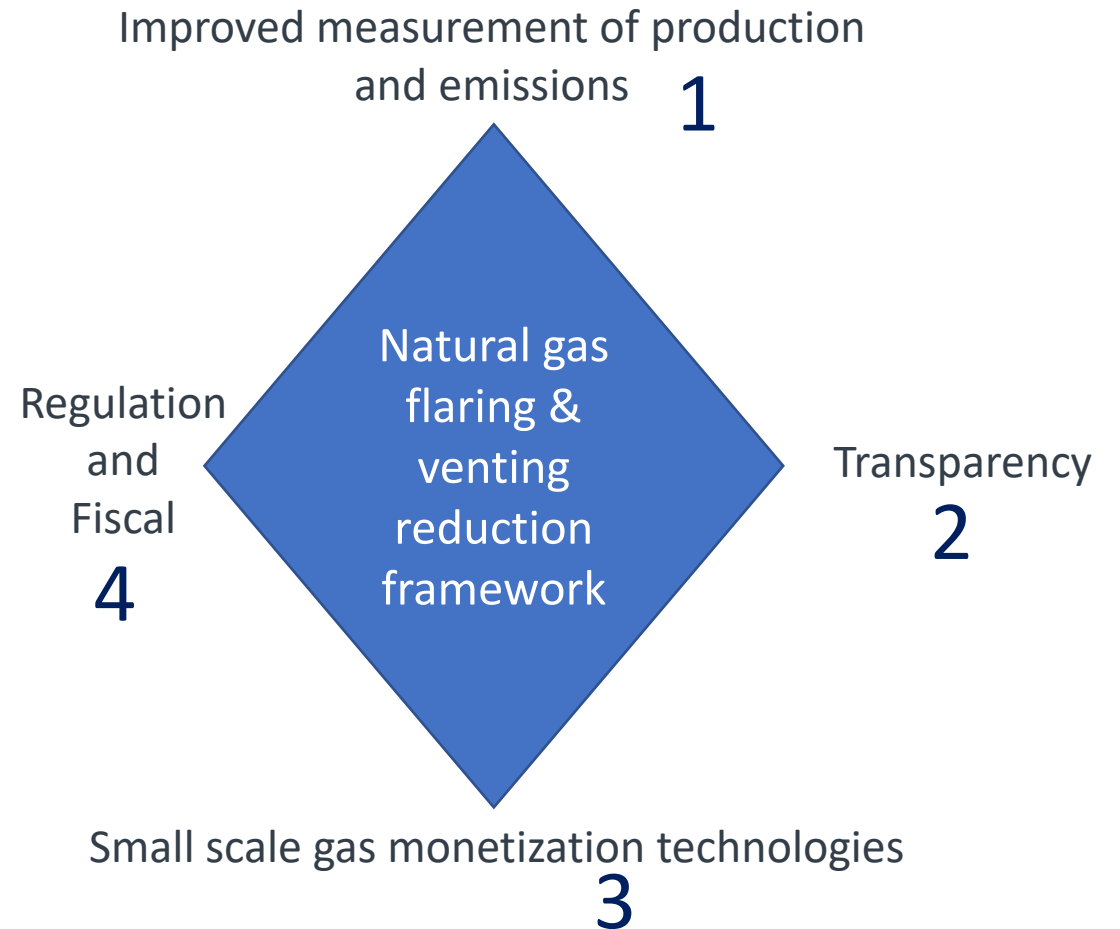 Improved measurement of production
and emissions
1
Natural gas
flaring &
venting
reduction
framework
Regulation
and
Fiscal
4
Transparency
2
Small scale gas monetization technologies
3